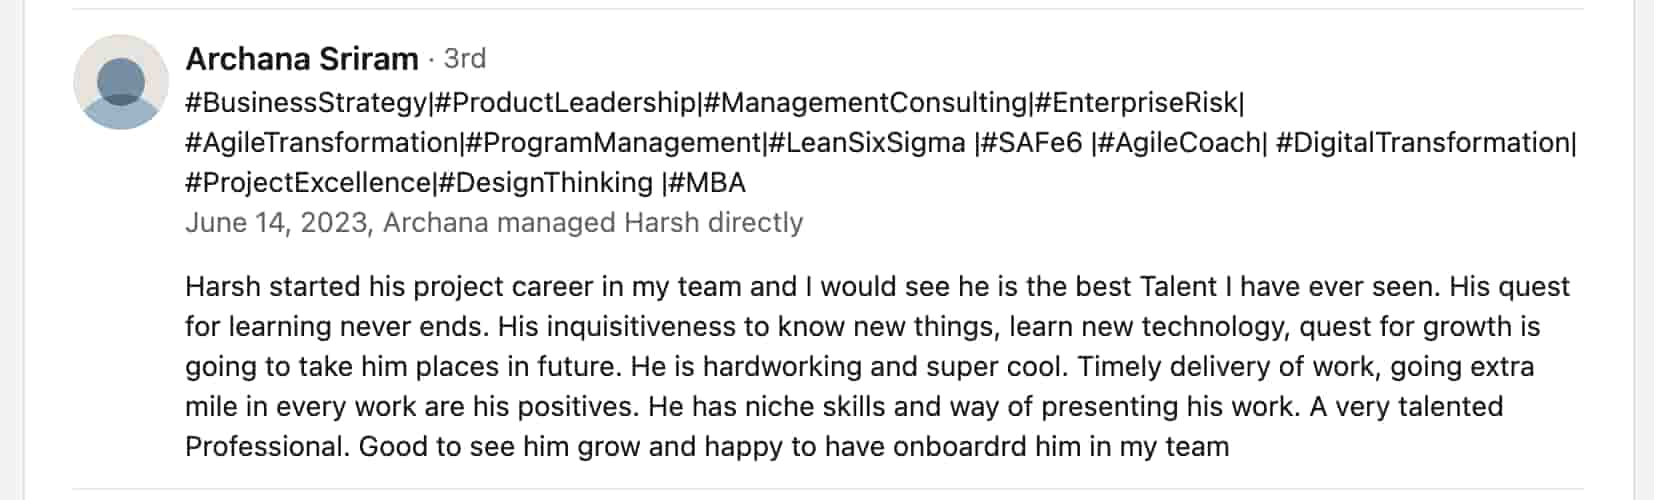 Archana Sriram · 3rd
#BusinessStrategy|#ProductLeadership|#ManagementConsulting|#EnterpriseRisk|
#AgileTransformation|#ProgramManagement|#LeanSixSigma |#SAFe6 |#AgileCoach| #DigitalTransformation|
#ProjectExcellence|#DesignThinking |#MBA
June 14, 2023, Archana managed Harsh directly
Harsh started his project career in my team and I would see he is the best Talent I have ever seen. His quest
for learning never ends. His inquisitiveness to know new things, learn new technology, quest for growth is
going to take him places in future. He is hardworking and super cool. Timely delivery of work, going extra
mile in every work are his positives. He has niche skills and way of presenting his work. A very talented
Professional. Good to see him grow and happy to have onboardrd him in my team